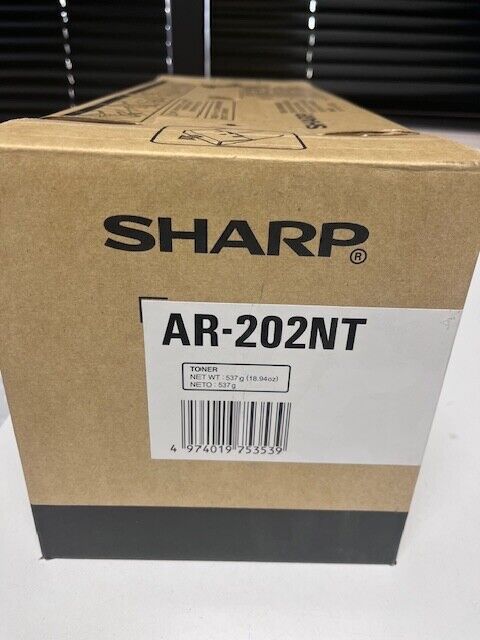 SHARP®
AR-202NT
TONER
NET WT : 537 g (18.94oz)
NETO : 537 g
4 974019 753539